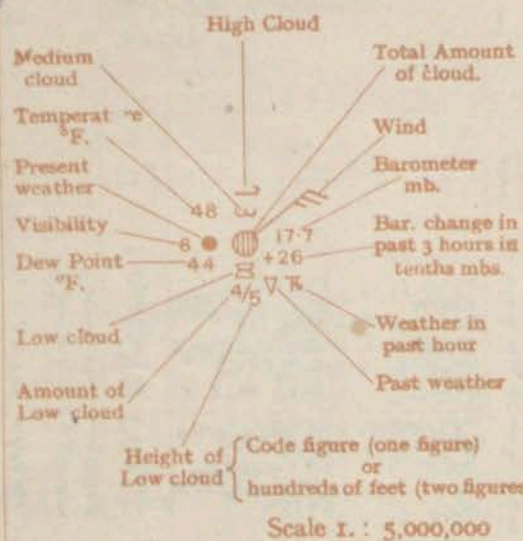 High Cloud
Medium
cloud
Total Amount
of cloud.
Temperat e
°F.
Wind
Present
weather
Barometer
mb.
48
Visibility
6
17.7
Bar. change in
past 3 hours in
tenths mbs.
+26
Dew Point
°F.
44
4/5
Low cloud
Weather in
past hour
Amount of
Low cloud
Past weather
Height of
Low cloud
Code figure (one figure)
or
hundreds of feet (two figures
Scale 1. : 5,000,000